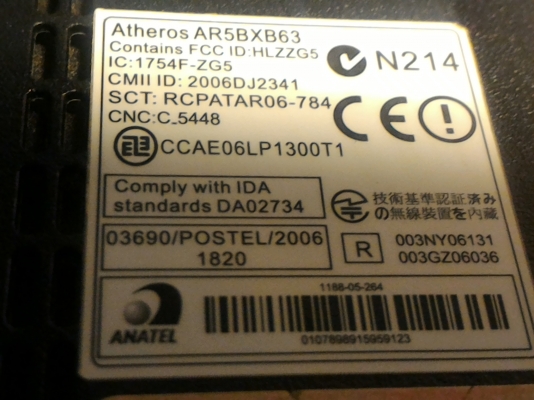 Atheros AR5BXB63
Contains FCC ID:HLZZG5
IC:1754F-ZG5
CMII ID: 2006DJ2341
SCT: RCPATAR06-784
CNC:C.5448
N214
CE
CCAE06LP1300T1
Comply with IDA
standards DA02734
技術基準認証済み
の無線装置を内蔵
03690/POSTEL/2006
1820
R
003NY06131
003GZ06036
ANATEL
1188-05-264
0107898915959123